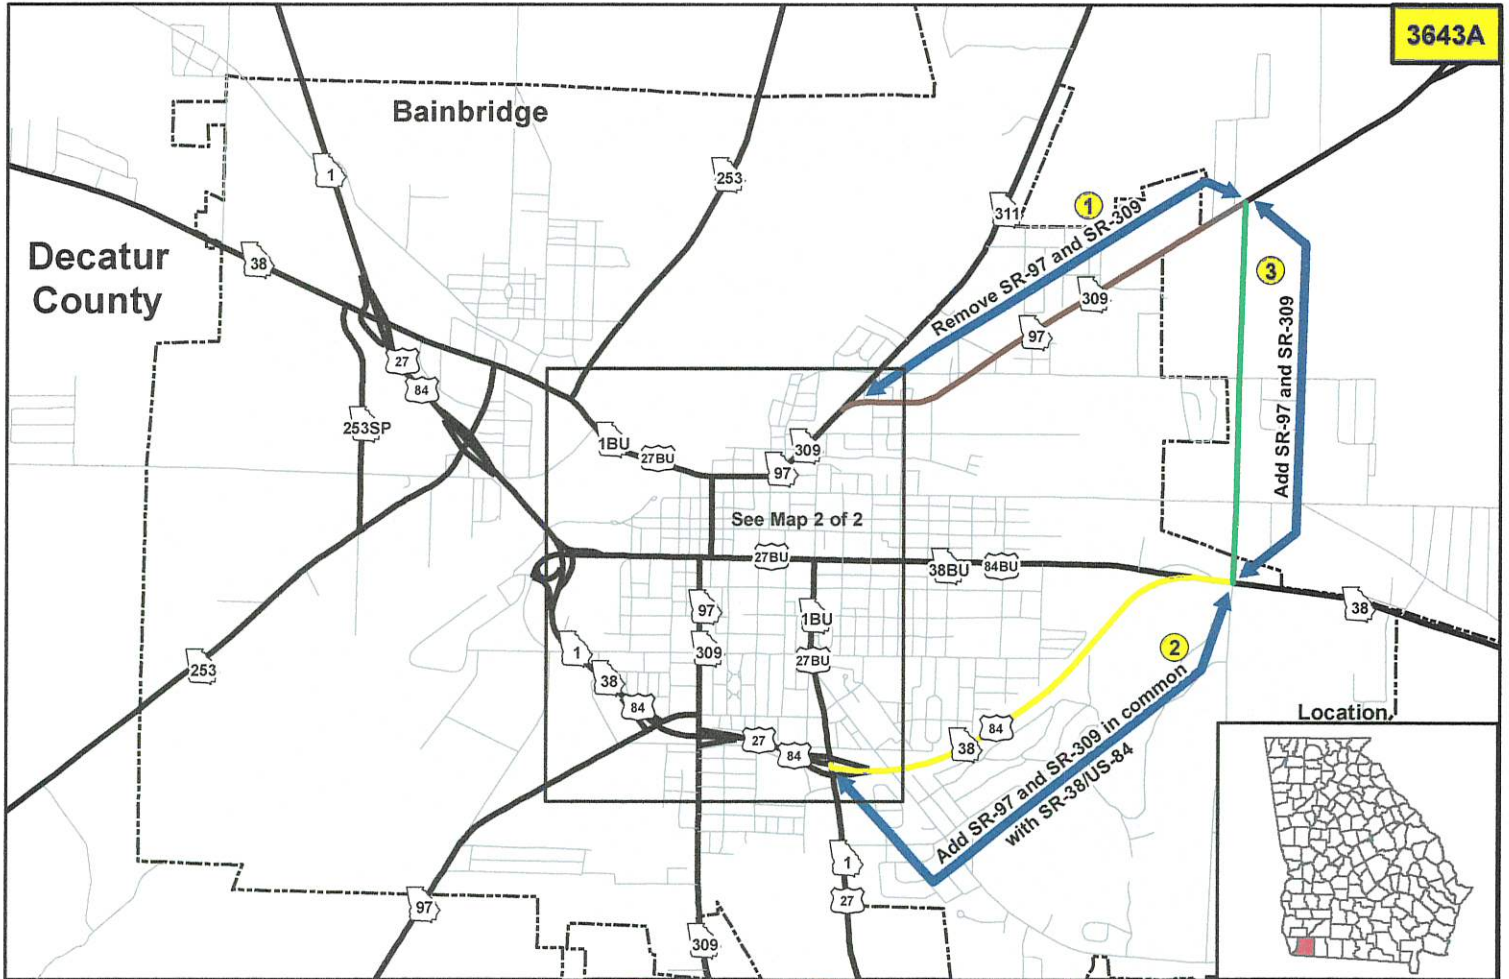 3643A
Bainbridge
1
253
311
1
Remove SR-97 and SR-309
309
97
3
Add SR-97 and SR-309
Decatur
County
38
27
84
253SP
1BU
27BU
309
97
See Map 2 of 2
27BU
38BU
84BU
97
309
1BU
27BU
38
253
1
38
84
27
84
38
84
2
Add SR-97 and SR-309 in common
with SR-38/US-84
Location
1
27
97
309